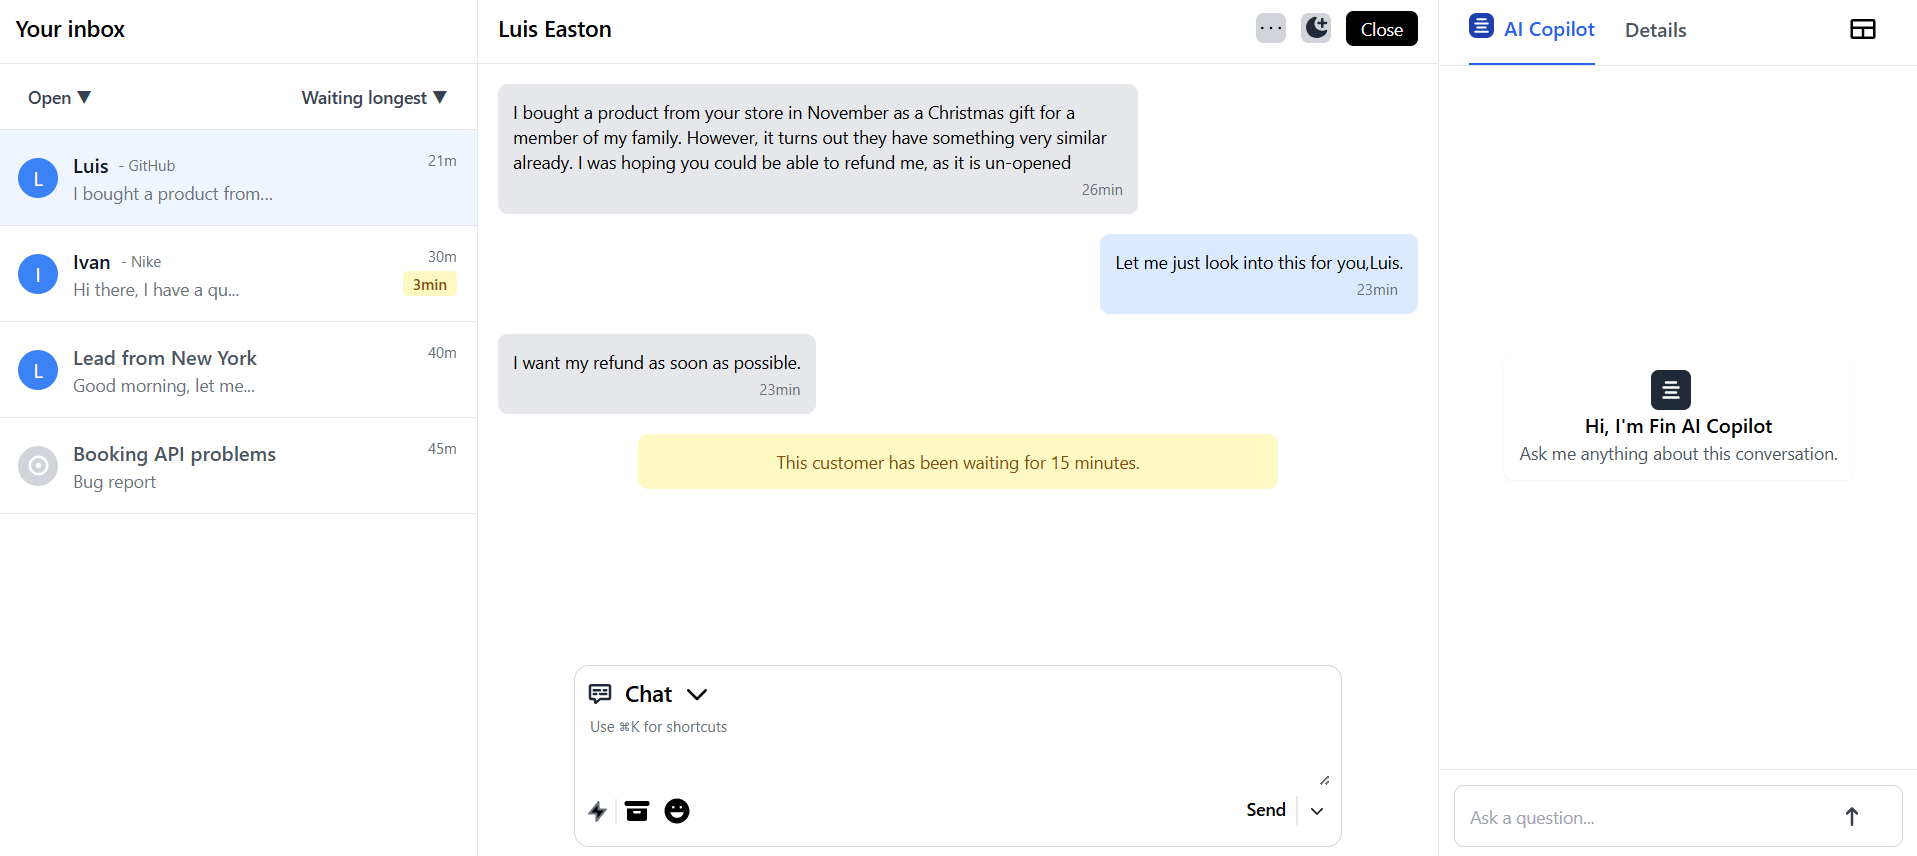 Your inbox
Open ▼
Waiting longest ▼
L
Luis - GitHub
21m
I bought a product from...
I
Ivan - Nike
30m
Hi there, I have a qu...
3min
L
Lead from New York
40m
Good morning, let me...
Booking API problems
45m
Bug report
Luis Easton
Close
I bought a product from your store in November as a Christmas gift for a
member of my family. However, it turns out they have something very similar
already. I was hoping you could be able to refund me, as it is un-opened
26min
Let me just look into this for you,Luis.
23min
I want my refund as soon as possible.
23min
This customer has been waiting for 15 minutes.
Chat
Use ⌘K for shortcuts
Send
AI Copilot
Details
Hi, I'm Fin AI Copilot
Ask me anything about this conversation.
Ask a question...